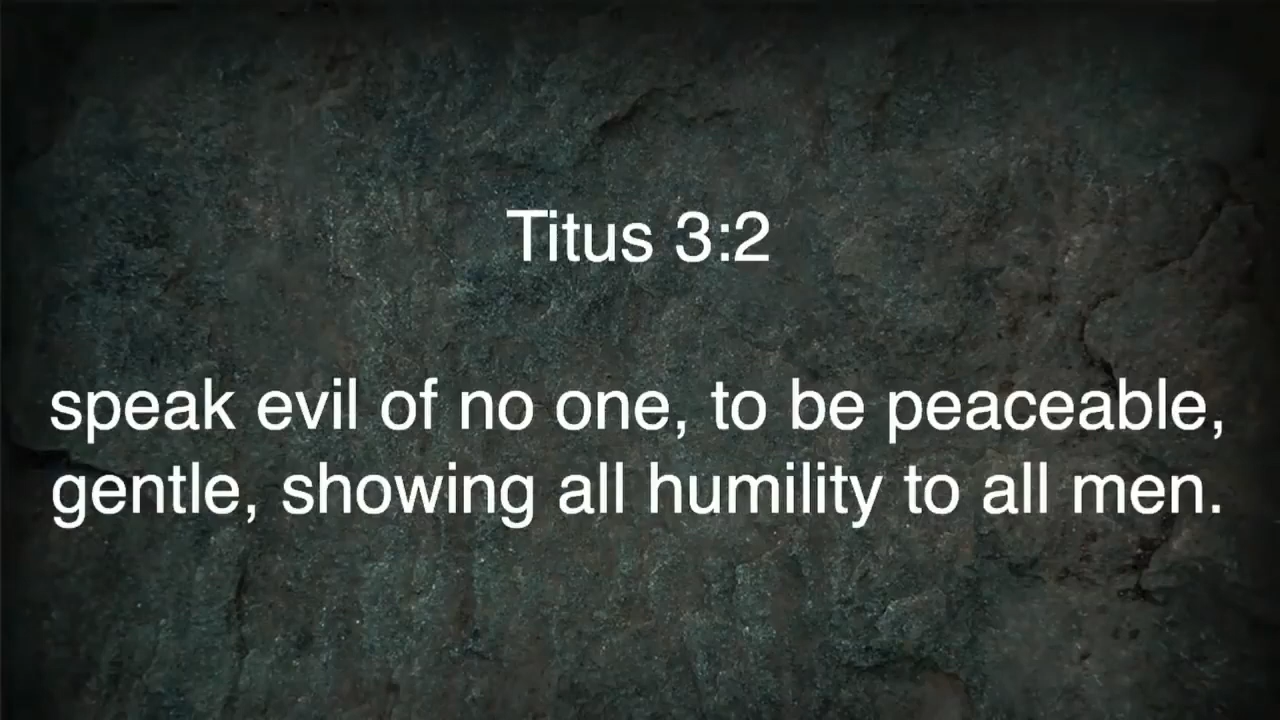 Titus 3:2
speak evil of no one, to be peaceable,
gentle, showing all humility to all men.